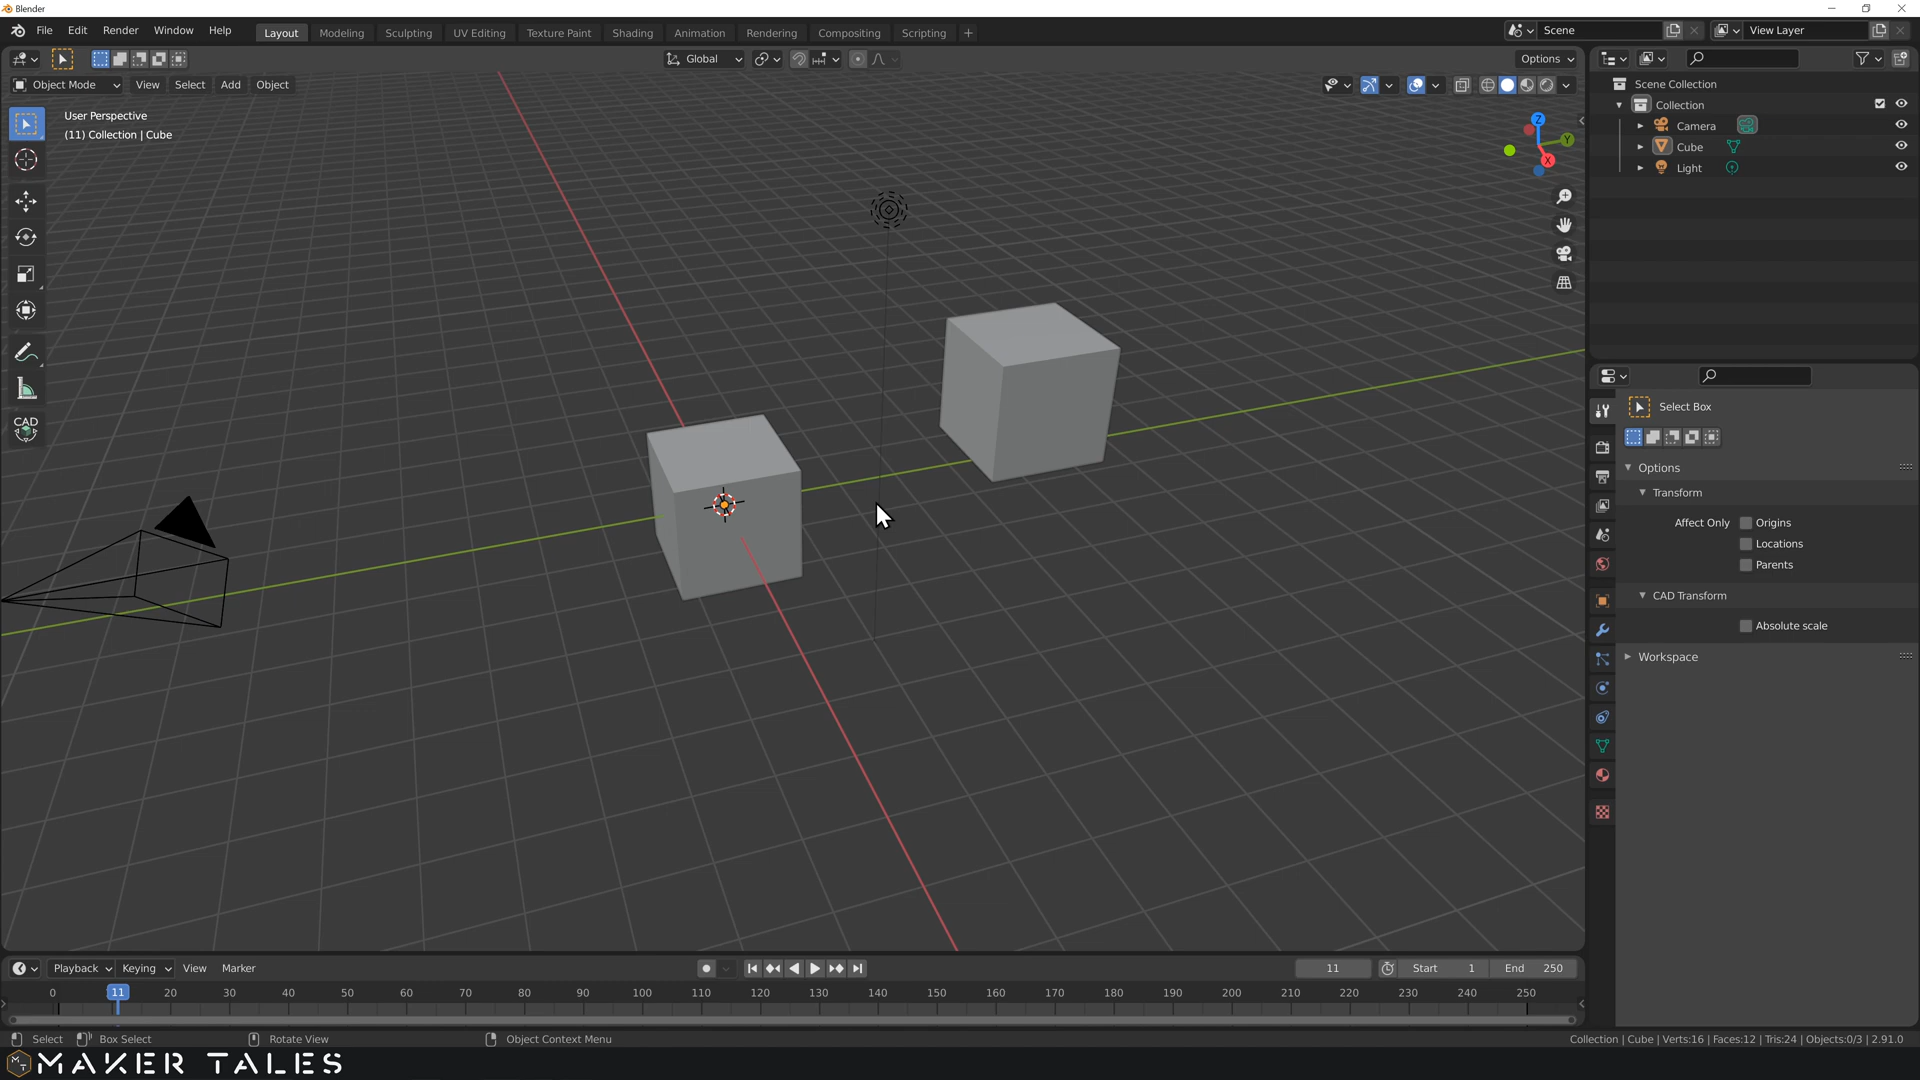 Blender
File Edit Render Window Help Layout Modeling Sculpting UV Editing Texture Paint Shading Animation Rendering Compositing Scripting + Scene View Layer
Global Options
Object Mode View Select Add Object
User Perspective
(11) Collection | Cube
Z
Y
X
CAD
Scene Collection
Collection
Camera
Cube
Light
Select Box
Options
Transform
Affect Only Origins
Locations
Parents
CAD Transform
Absolute scale
Workspace
Playback Keying View Marker 11 Start 1 End 250
0 11 20 30 40 50 60 70 80 90 100 110 120 130 140 150 160 170 180 190 200 210 220 230 240 250
Select Box Select Rotate View Object Context Menu Collection | Cube | Verts:16 | Faces:12 | Tris:24 | Objects:0/3 | 2.91.0
MAKER TALES